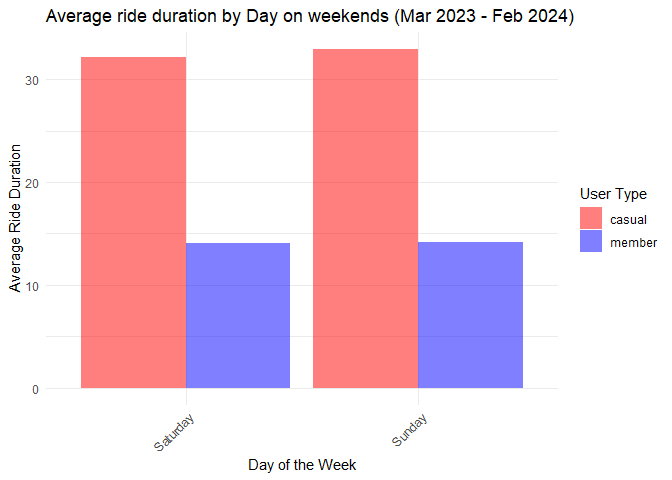 Average ride duration by Day on weekends (Mar 2023 - Feb 2024)
Average Ride Duration
30
20
10
0
Saturday
Sunday
Day of the Week
User Type
casual
member